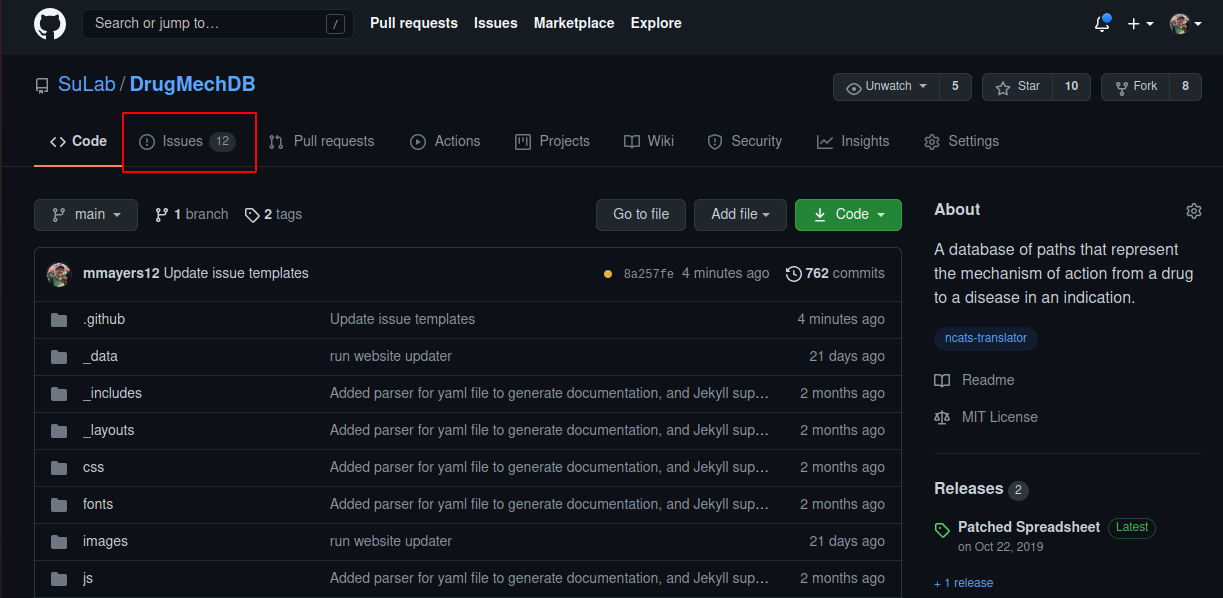 Search or jump to… / Pull requests Issues Marketplace Explore
SuLab / DrugMechDB Unwatch 5 Star 10 Fork 8
Code Issues 12 Pull requests Actions Projects Wiki Security Insights Settings
main 1 branch 2 tags Go to file Add file Code
About
mmayers12 Update issue templates 8a257fe 4 minutes ago 762 commits
A database of paths that represent
the mechanism of action from a drug
to a disease in an indication.
.github Update issue templates 4 minutes ago
ncats-translator
_data run website updater 21 days ago
Readme
_includes Added parser for yaml file to generate documentation, and Jekyll sup… 2 months ago
MIT License
_layouts Added parser for yaml file to generate documentation, and Jekyll sup… 2 months ago
css Added parser for yaml file to generate documentation, and Jekyll sup… 2 months ago
Releases 2
fonts Added parser for yaml file to generate documentation, and Jekyll sup… 2 months ago
Patched Spreadsheet Latest
on Oct 22, 2019
images run website updater 21 days ago
js Added parser for yaml file to generate documentation, and Jekyll sup… 2 months ago
+ 1 release